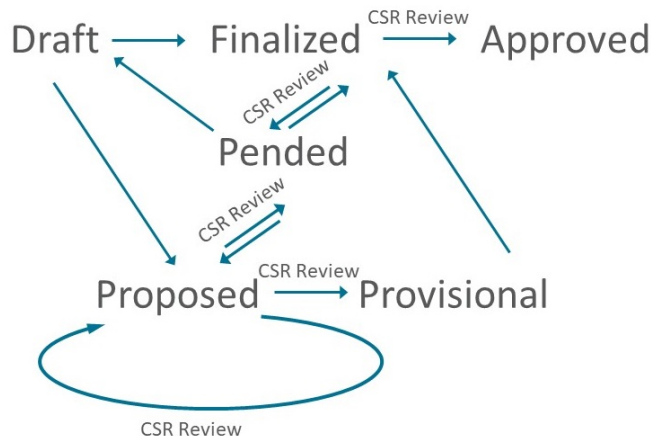 CSR Review
Draft Finalized Approved
CSR Review
Pended
CSR Review
CSR Review
Proposed Provisional
CSR Review